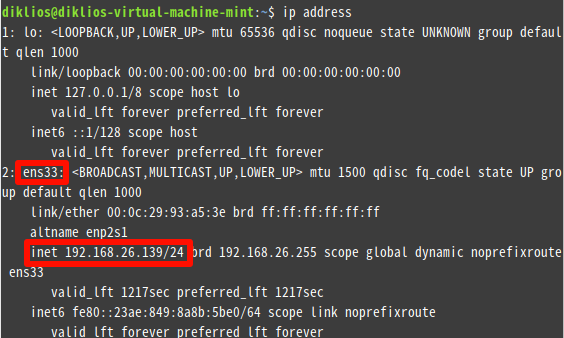 diklios@diklios-virtual-machine-mint:~$ ip address
1: lo: <LOOPBACK,UP,LOWER_UP> mtu 65536 qdisc noqueue state UNKNOWN group defaul
t qlen 1000
link/loopback 00:00:00:00:00:00 brd 00:00:00:00:00:00
inet 127.0.0.1/8 scope host lo
valid_lft forever preferred_lft forever
inet6 ::1/128 scope host
valid_lft forever preferred_lft forever
2: ens33: <BROADCAST,MULTICAST,UP,LOWER_UP> mtu 1500 qdisc fq_codel state UP gro
up default qlen 1000
link/ether 00:0c:29:93:a5:3e brd ff:ff:ff:ff:ff:ff
altname enp2s1
inet 192.168.26.139/24 brd 192.168.26.255 scope global dynamic noprefixroute
ens33
valid_lft 1217sec preferred_lft 1217sec
inet6 fe80::23ae:849:8a8b:5be0/64 scope link noprefixroute
valid_lft forever preferred_lft forever